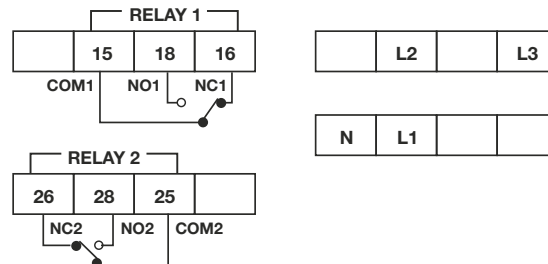 RELAY 1
15 18 16
COM1 NO1 NC1
L2 L3
N L1
RELAY 2
26 28 25
NC2 NO2 COM2